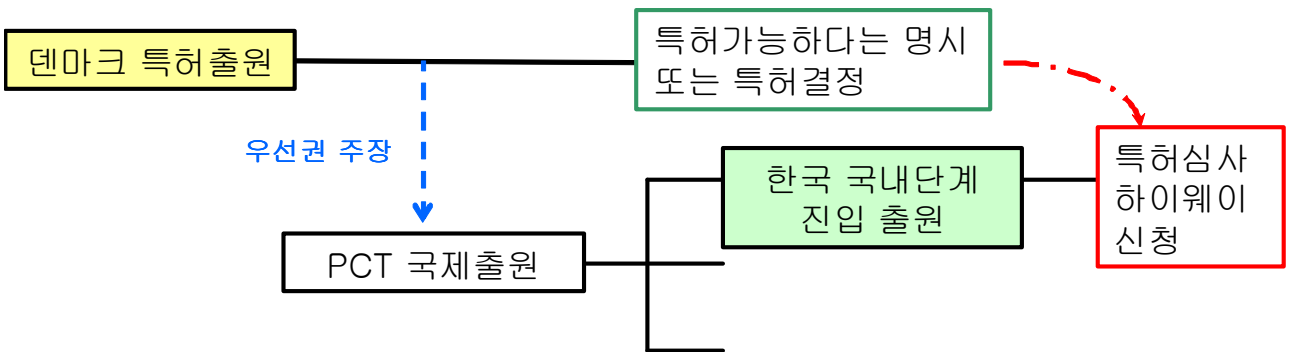 덴마크 특허출원
특허가능하다는 명시
또는 특허결정
우선권 주장
특허심사
하이웨이
신청
한국 국내단계
진입 출원
PCT 국제출원